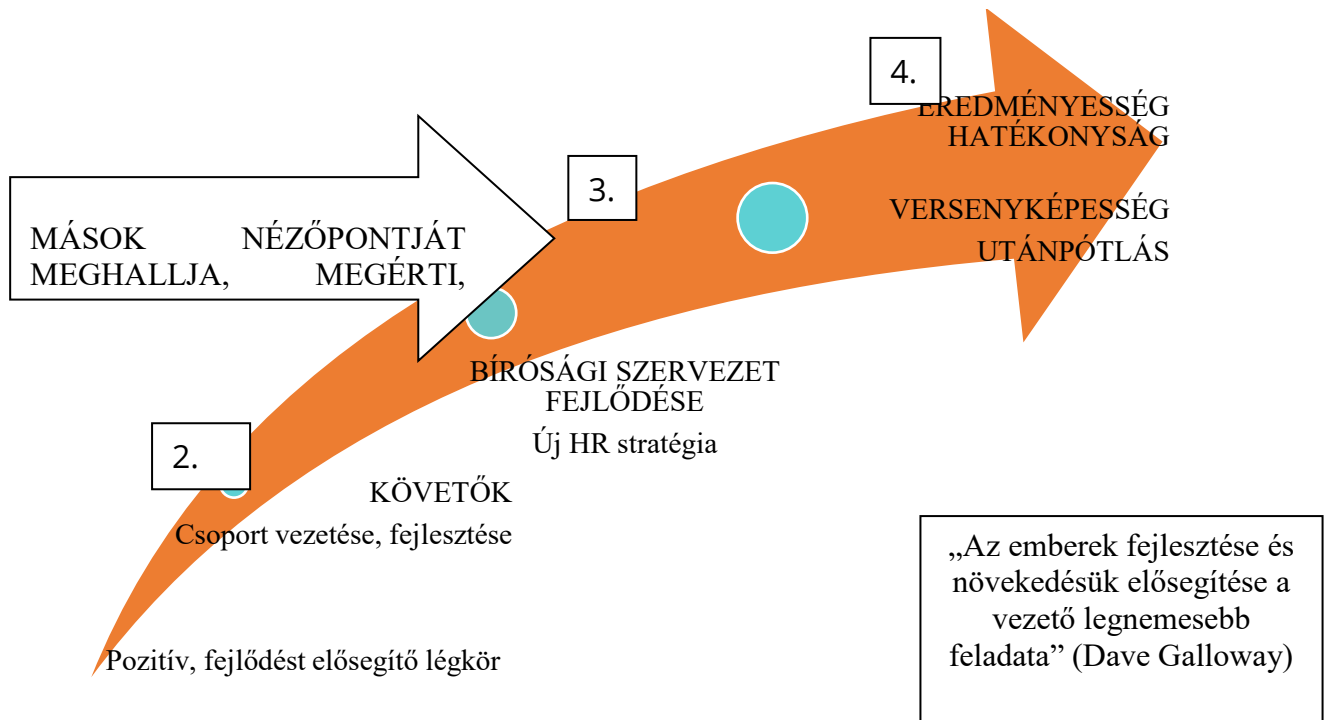 4.
EREDMÉNYESSÉG
HATÉKONYSÁG
VERSENYKÉPESSÉG
UTÁNPÓTLÁS
3.
MÁSOK NÉZŐPONTJÁT
MEGHALLJA, MEGÉRTI,
BÍRÓSÁGI SZERVEZET
FEJLŐDÉSE
Új HR stratégia
2.
KÖVETŐK
Csoport vezetése, fejlesztése
Pozitív, fejlődést elősegítő légkör
„Az emberek fejlesztése és
növekedésük elősegítése a
vezető legnemesebb
feladata” (Dave Galloway)